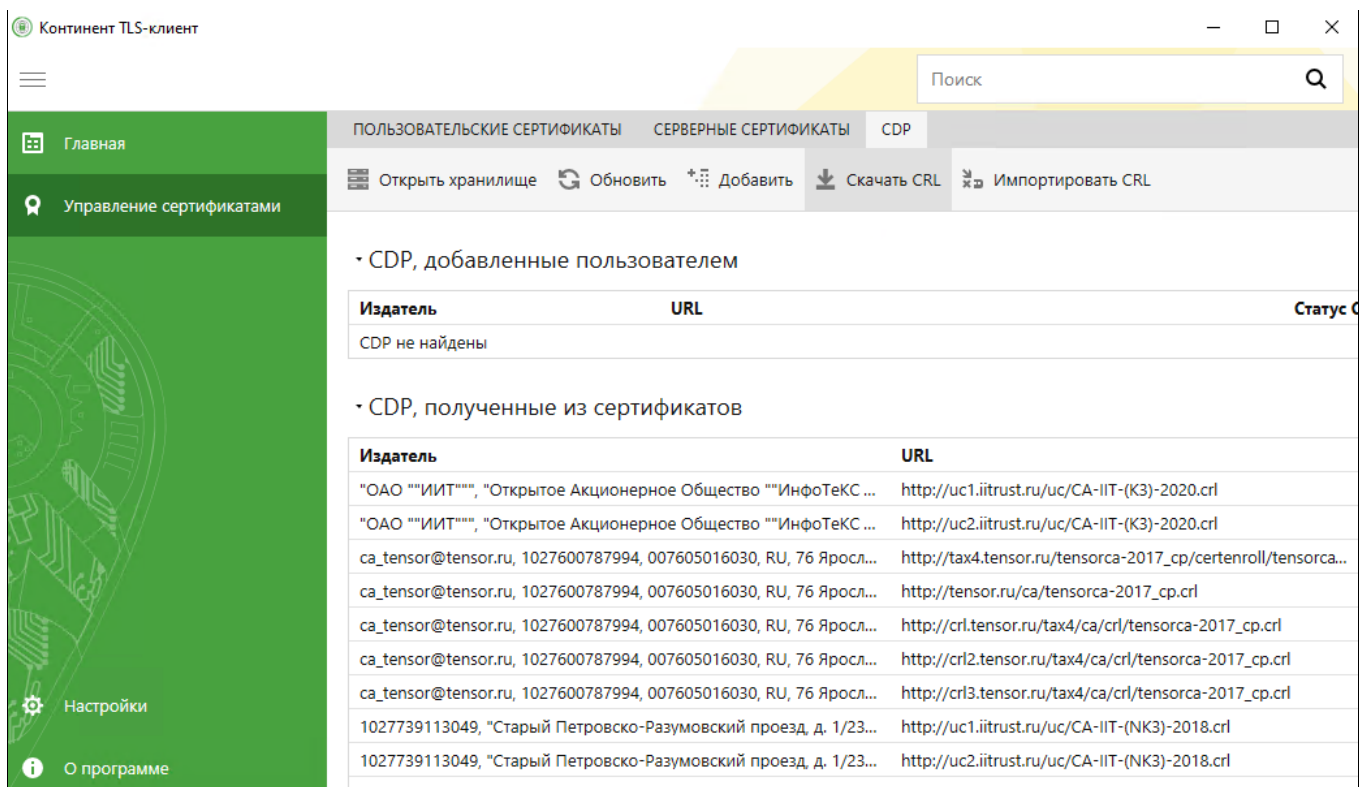 Континент TLS-клиент
Поиск
Главная
Управление сертификатами
Настройки
О программе
ПОЛЬЗОВАТЕЛЬСКИЕ СЕРТИФИКАТЫ СЕРВЕРНЫЕ СЕРТИФИКАТЫ CDP
Открыть хранилище Обновить Добавить Скачать CRL Импортировать CRL
CDP, добавленные пользователем
Издатель URL Статус C
CDP не найдены
CDP, полученные из сертификатов
Издатель URL
"ОАО ""ИИТ""", "Открытое Акционерное Общество ""ИнфоТеКС ... http://uc1.iitrust.ru/uc/CA-IIT-(K3)-2020.crl
"ОАО ""ИИТ""", "Открытое Акционерное Общество ""ИнфоТеКС ... http://uc2.iitrust.ru/uc/CA-IIT-(K3)-2020.crl
ca_tensor@tensor.ru, 1027600787994, 007605016030, RU, 76 Яросл... http://tax4.tensor.ru/tensorca-2017_cp/certenroll/tensorca...
ca_tensor@tensor.ru, 1027600787994, 007605016030, RU, 76 Яросл... http://tensor.ru/ca/tensorca-2017_cp.crl
ca_tensor@tensor.ru, 1027600787994, 007605016030, RU, 76 Яросл... http://crl.tensor.ru/tax4/ca/crl/tensorca-2017_cp.crl
ca_tensor@tensor.ru, 1027600787994, 007605016030, RU, 76 Яросл... http://crl2.tensor.ru/tax4/ca/crl/tensorca-2017_cp.crl
ca_tensor@tensor.ru, 1027600787994, 007605016030, RU, 76 Яросл... http://crl3.tensor.ru/tax4/ca/crl/tensorca-2017_cp.crl
1027739113049, "Старый Петровско-Разумовский проезд, д. 1/23... http://uc1.iitrust.ru/uc/CA-IIT-(NK3)-2018.crl
1027739113049, "Старый Петровско-Разумовский проезд, д. 1/23... http://uc2.iitrust.ru/uc/CA-IIT-(NK3)-2018.crl